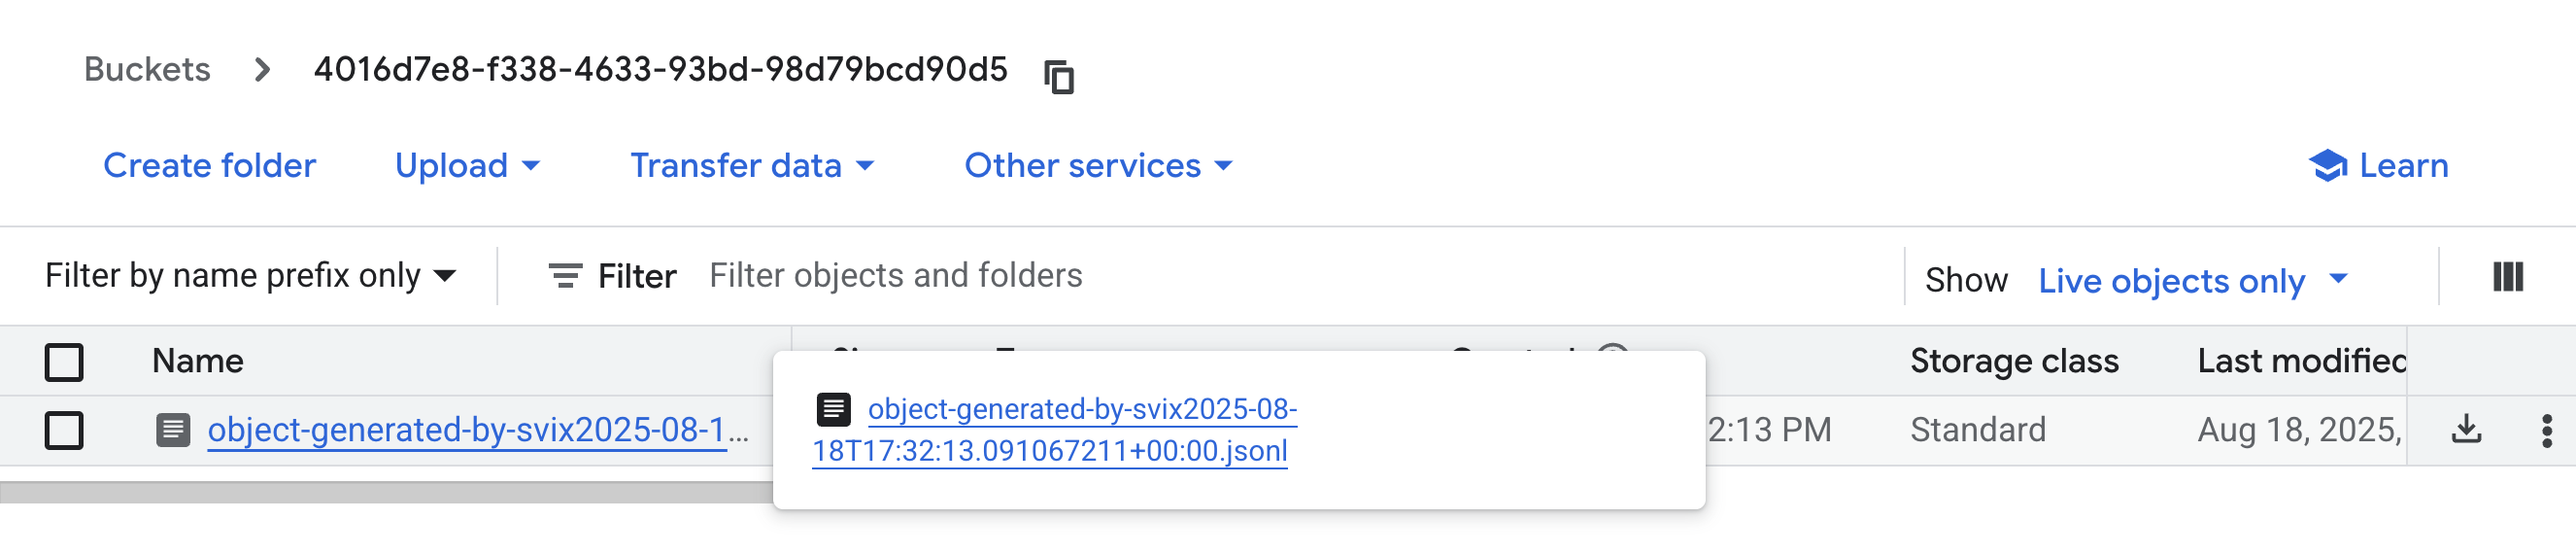 Buckets > 4016d7e8-f338-4633-93bd-98d79bcd90d5
Create folder Upload Transfer data Other services Learn
Filter by name prefix only Filter Filter objects and folders Show Live objects only
Name Storage class Last modified
object-generated-by-svix2025-08-1... 2:13 PM Standard Aug 18, 2025,
object-generated-by-svix2025-08-
18T17:32:13.091067211+00:00.jsonl